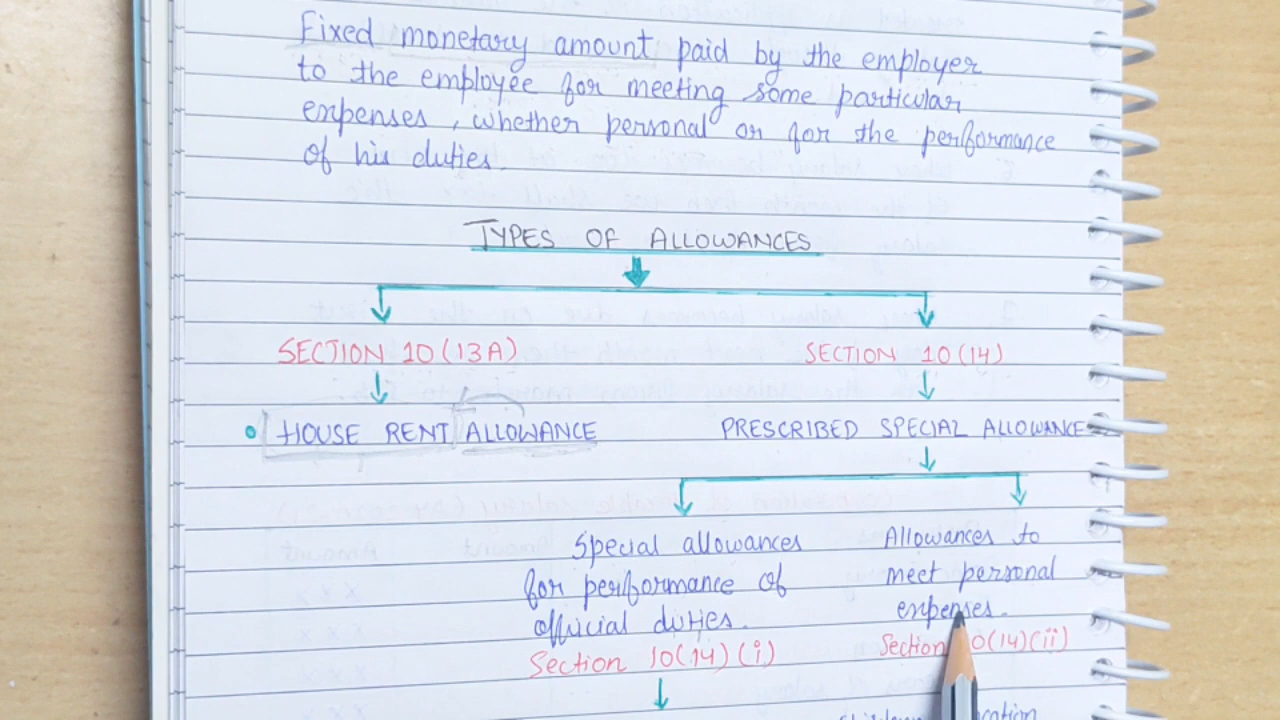 Fixed monetary amount paid by the employer
to the employee for meeting some particular
expenses, whether personal or for the performance
of his duties.
TYPES OF ALLOWANCES
SECTION 10(13A)
SECTION 10(14)
HOUSE RENT ALLOWANCE
PRESCRIBED SPECIAL ALLOWANCE
Special allowances
for performance of
official duties.
Section 10(14)(i)
Allowances to
meet personal
expenses.
Section 0(14)(ii)